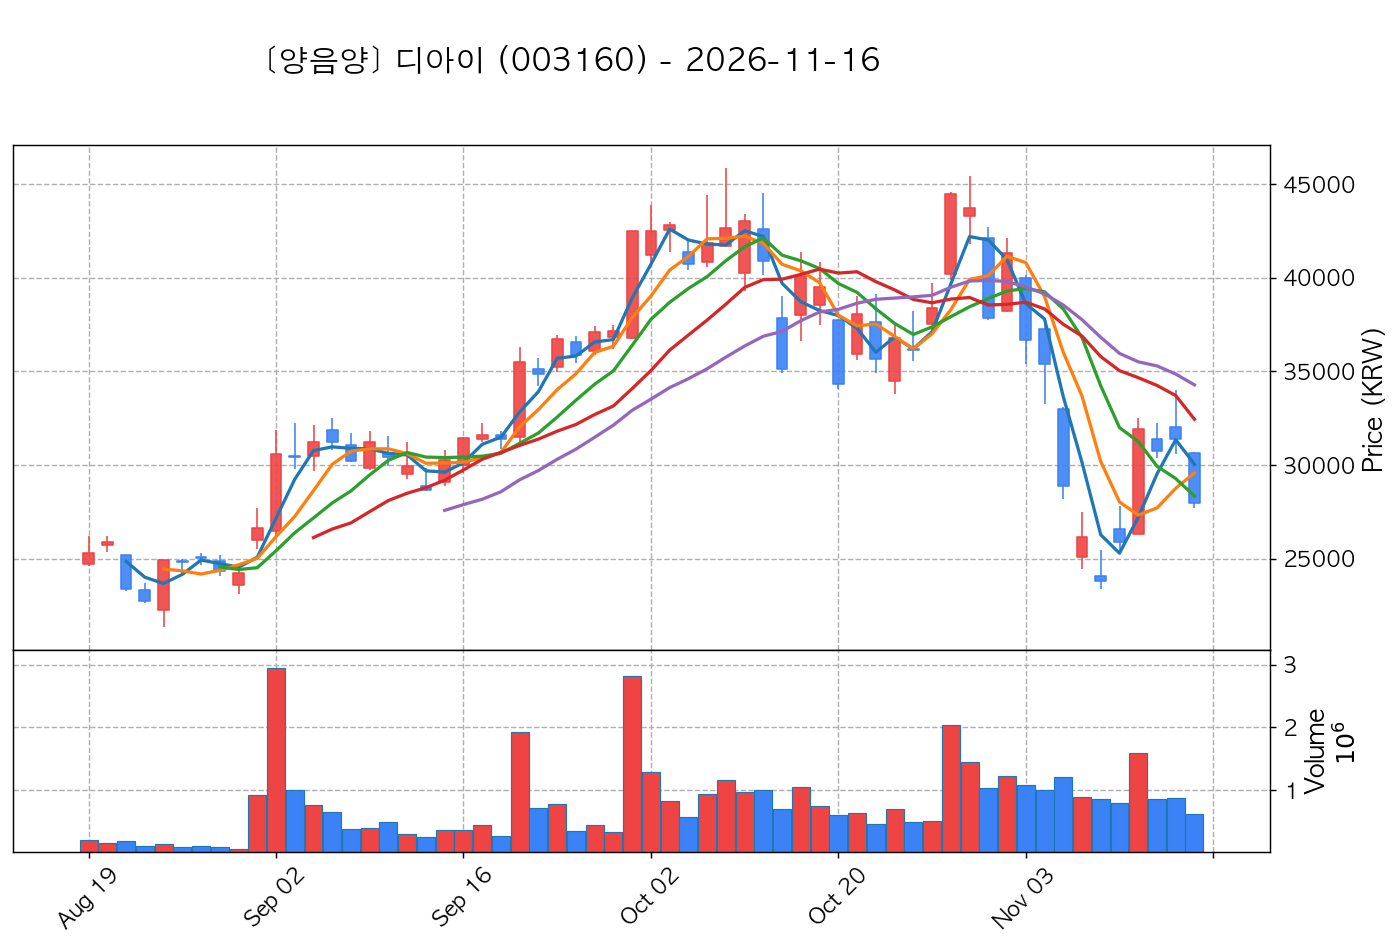 [양음양] 디아이 (003160) - 2026-11-16
45000
40000
35000
30000
25000
Price (KRW)
3
2
1
Volume
10⁶
Aug 19
Sep 02
Sep 16
Oct 02
Oct 20
Nov 03